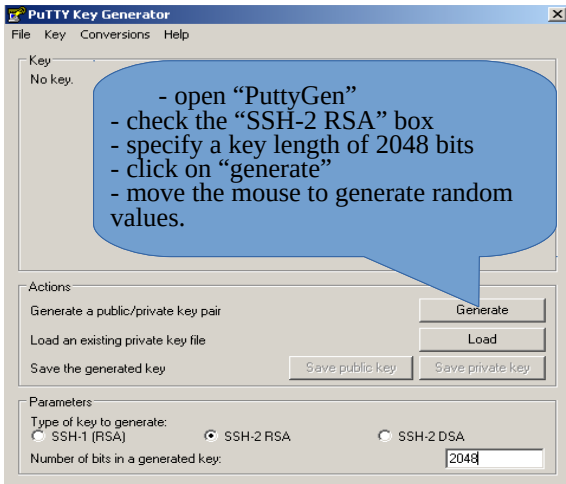 PuTTY Key Generator
File Key Conversions Help
Key
No key.
- open “PuttyGen”
- check the “SSH-2 RSA” box
- specify a key length of 2048 bits
- click on “generate”
- move the mouse to generate random
values.
Actions
Generate a public/private key pair
Generate
Load an existing private key file
Load
Save the generated key
Save public key
Save private key
Parameters
Type of key to generate:
SSH-1 (RSA)
SSH-2 RSA
SSH-2 DSA
Number of bits in a generated key:
2048